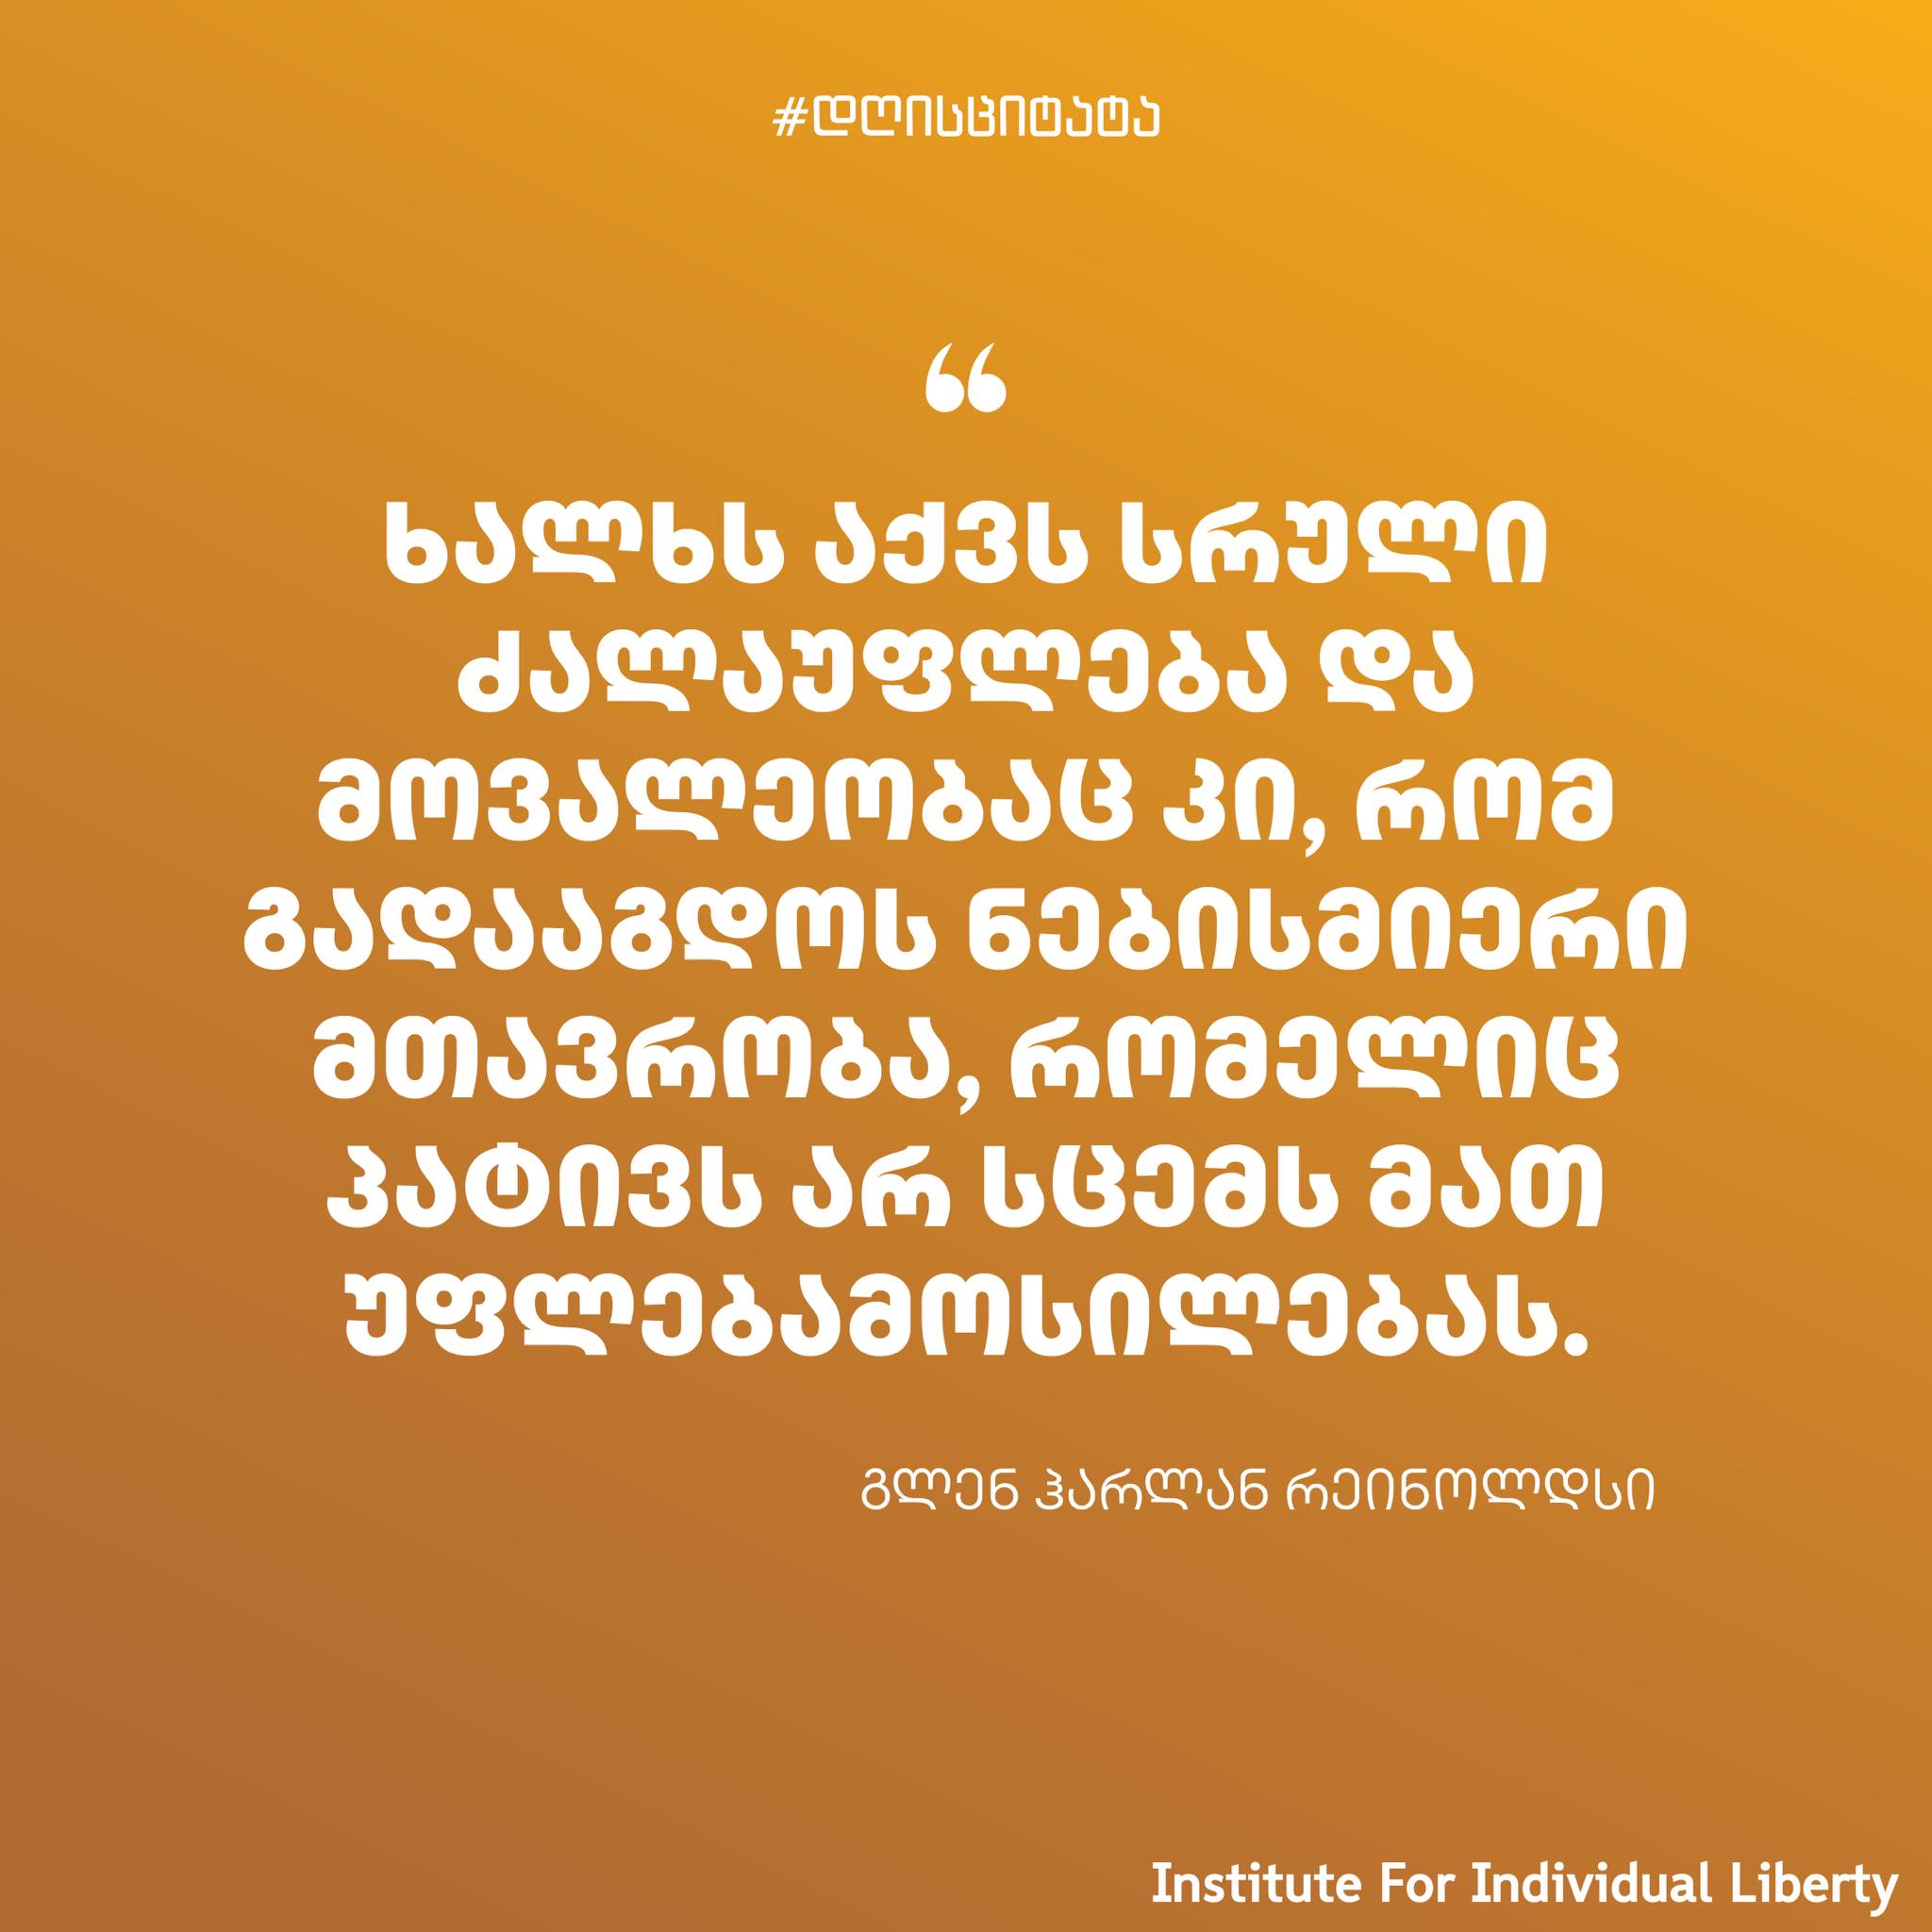 #დღისციტატა
“
ხალხს აქვს სრული
ძალაუფლება და
მოვალეობაც კი, რომ
გადააგდოს ნებისმიერი
მთავრობა, რომელიც
პატივს არ სცემს მათ
უფლებამოსილებას.
გლენ ჰარლან რეინოლდსი
Institute For Individual Liberty